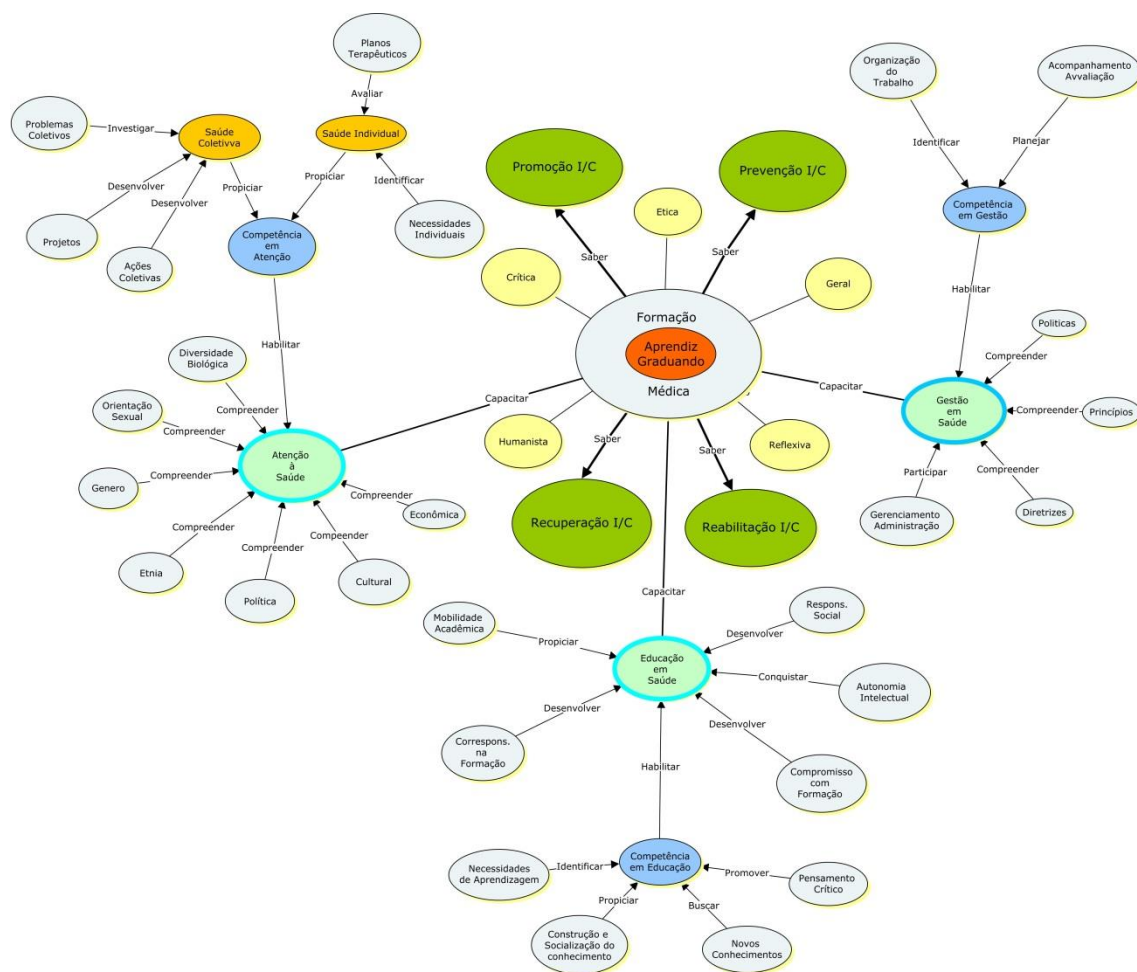 Planos
Terapêuticos
Avaliar
Organização
do
Trabalho
Acompanhamento
Avvaliação
Identificar
Planejar
Competência
em Gestão
Habilitar
Problemas
Coletivos
Investigar
Saúde
Coletivva
Saúde Individual
Desenvolver
Desenvolver
Propiciar
Propiciar
Identifficar
Projetos
Ações
Coletivas
Competência
em
Atenção
Necessidades
Individuais
Habilitar
Promoção I/C
Prevenção I/C
Etica
Saber
Saber
Crítica
Geral
Formação
Aprendiz
Graduando
Médica
Humanista
Reflexiva
Saber
Saber
Recuperação I/C
Reabilitação I/C
Capacitar
Capacitar
Capacitar
Politicas
Compreender
Gestão
em
Saúde
Compreender
Princípios
Participar
Compreender
Gerenciamento
Administração
Diretrizes
Diversidade
Biológica
Compreender
Orientação
Sexual
Compreender
Atenção
à
Saúde
Genero
Compreender
Compreender
Econômica
Compreender
Compreender
Compeender
Etnia
Política
Cultural
Mobilidade
Acadêmica
Propiciar
Respons.
Social
Desenvolver
Educação
em
Saúde
Conquistar
Autonomia
Intelectual
Desenvolver
Desenvolver
Correspons.
na
Formação
Compromisso
com
Formação
Habilitar
Competência
em Educação
Necessidades
de Aprendizagem
Identificar
Promover
Pensamento
Crítico
Propiciar
Buscar
Construção e
Socialização do
conhecimento
Novos
Conhecimentos